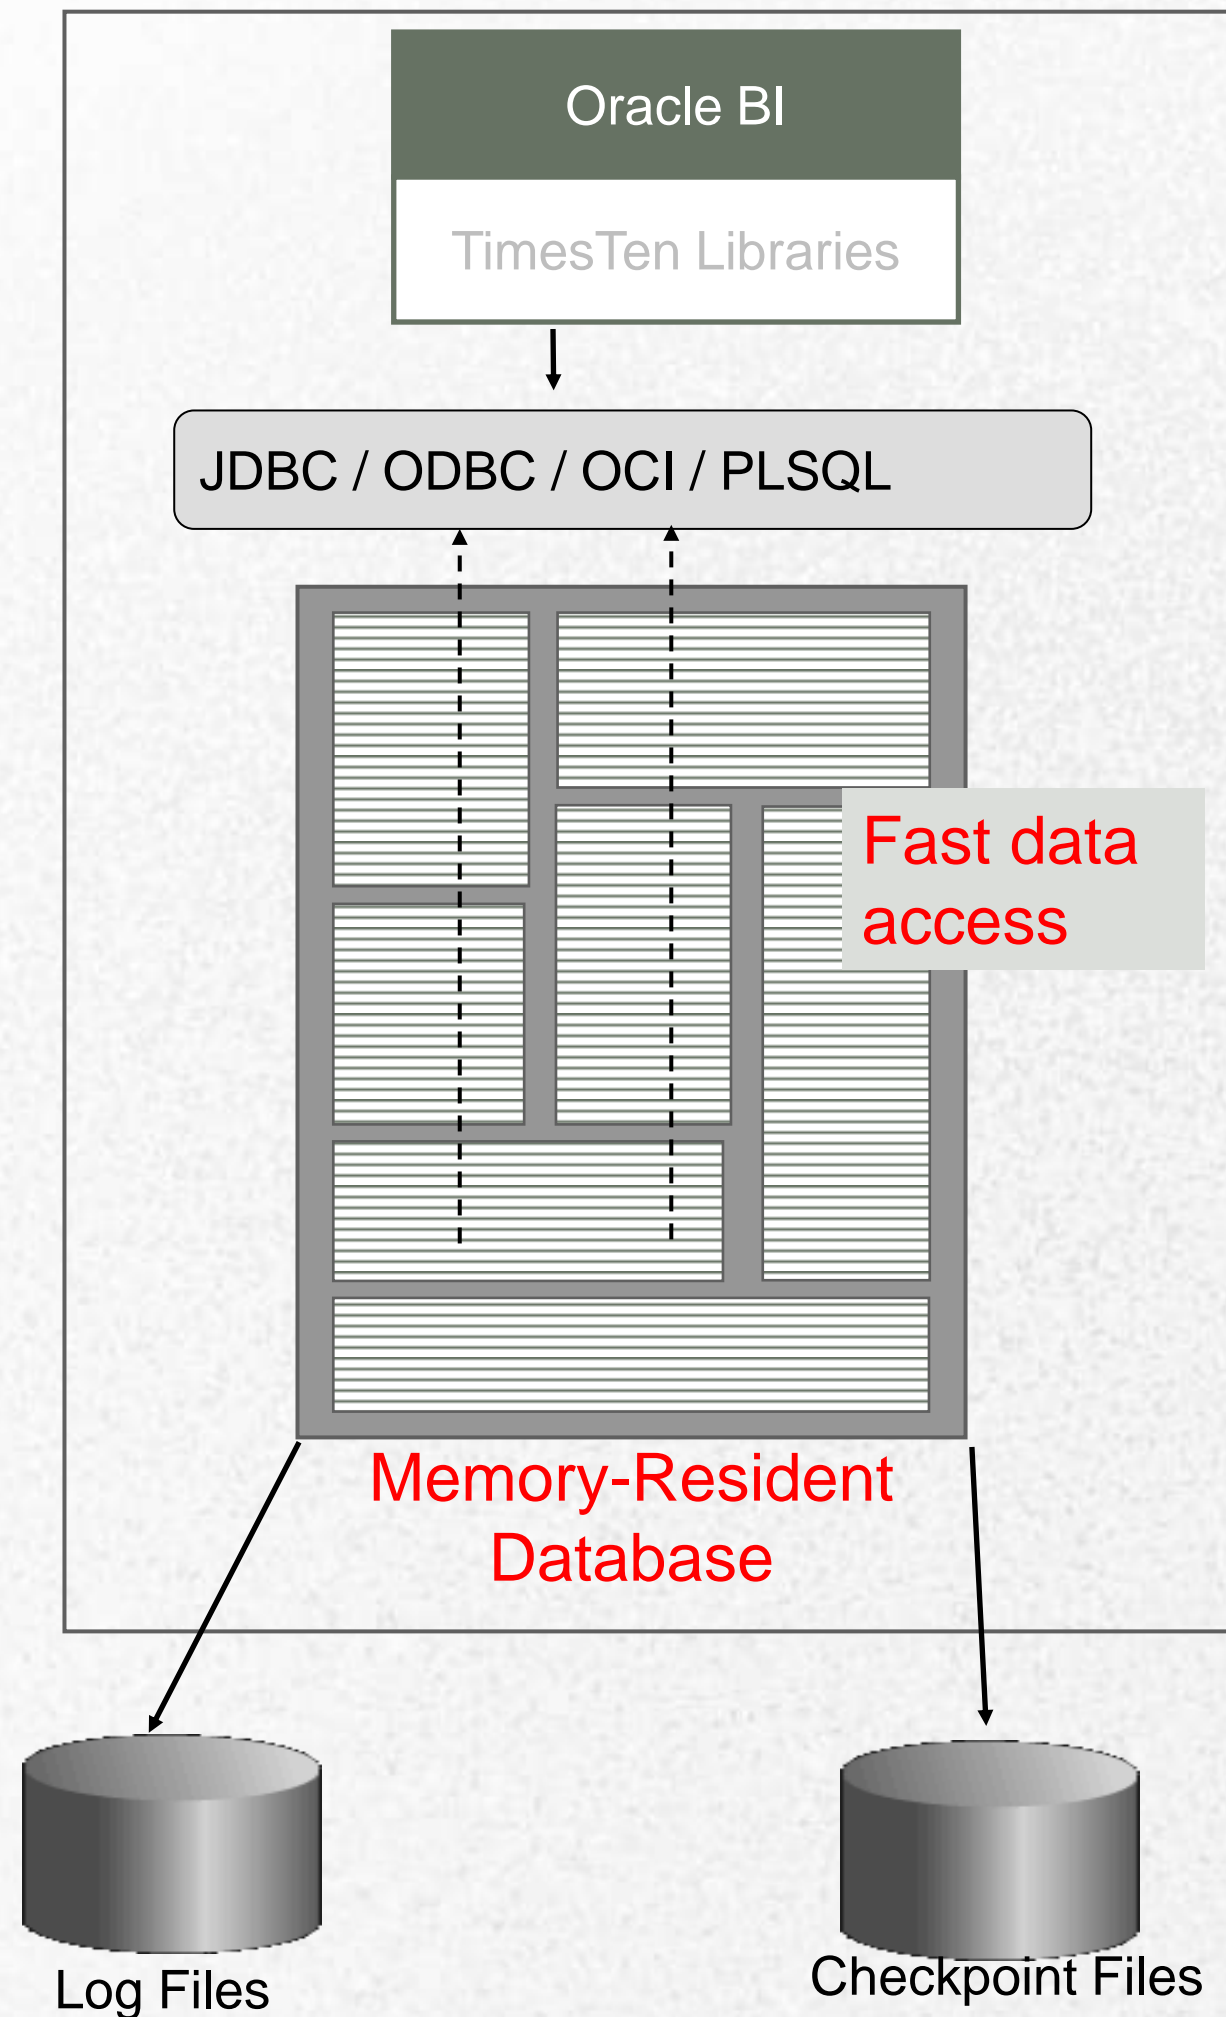 Oracle BI
TimesTen Libraries
JDBC / ODBC / OCI / PLSQL
Fast data
access
Memory-Resident
Database
Log Files
Checkpoint Files